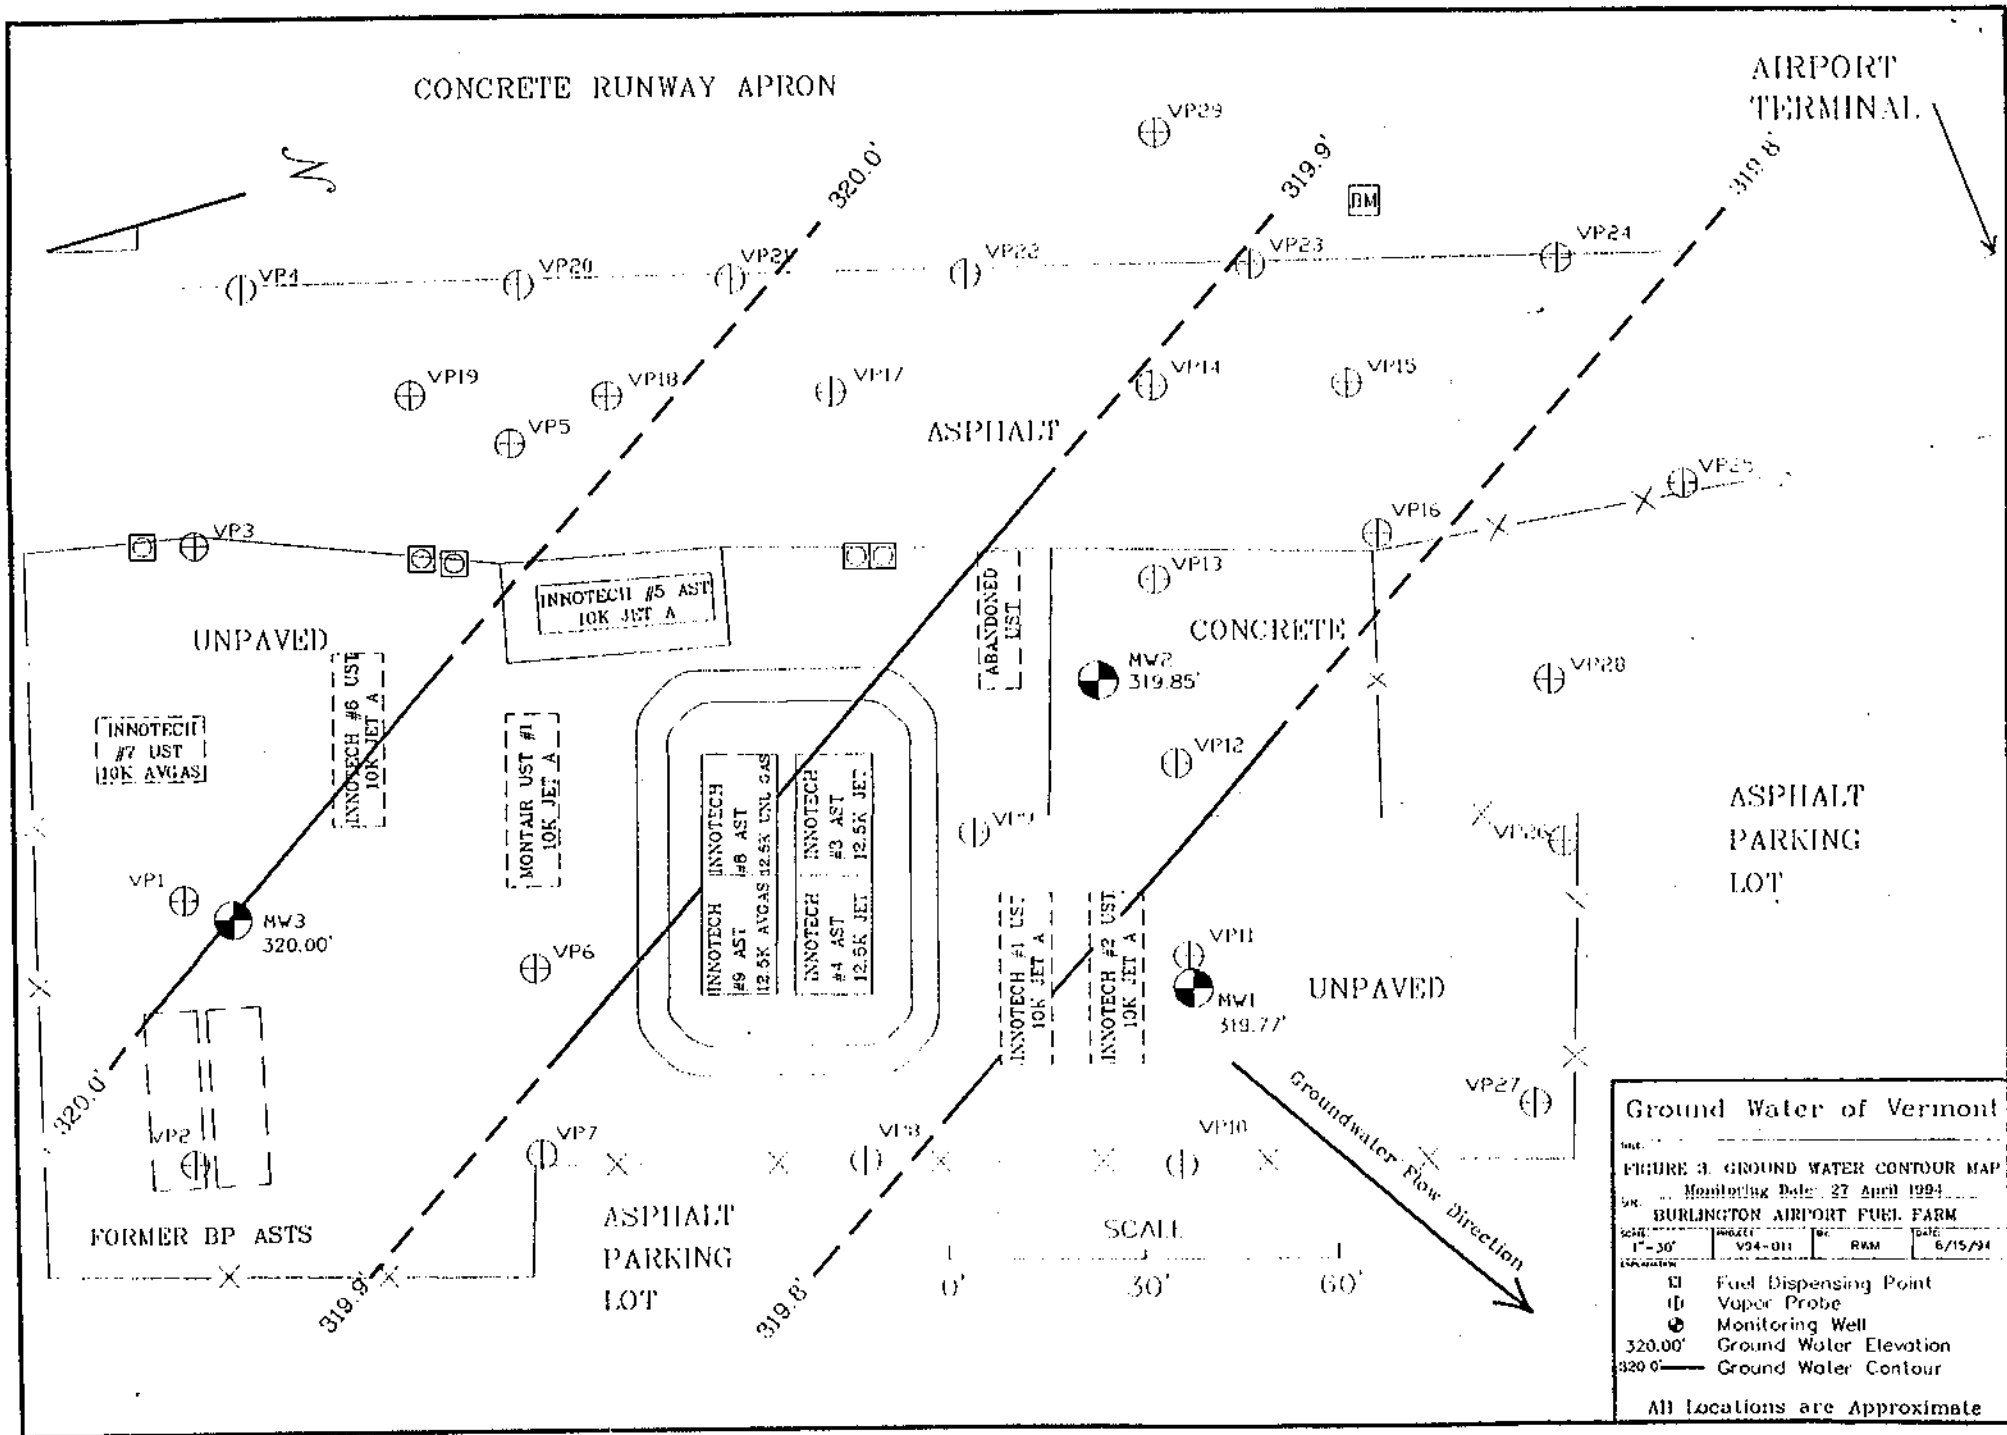 CONCRETE RUNWAY APRON
AIRPORT
TERMINAL
N
VP29
320.0'
319.9'
319.8'
BM
VP4
VP20
VP21
VP22
VP23
VP24
VP19
VP18
VP17
VP14
VP15
VP5
ASPHALT
VP25
VP3
VP16
VP13
INNOTECH #5 AST
10K JET A
ABANDONED
UST
UNPAVED
CONCRETE
INNOTECH #6 UST
10K JET A
MW2
319.85'
VP28
INNOTECH
#7 UST
10K AVGAS
MONTAIR UST #1
10K JET A
VP12
INNOTECH
#8 AST
12.5K UNL GAS
INNOTECH
#3 AST
12.5K JET
INNOTECH
#9 AST
12.5K AVGAS
INNOTECH
#4 AST
12.5K JET
VP9
VP26
ASPHALT
PARKING
LOT
VP1
MW3
320.00'
VP6
INNOTECH #1 UST
10K JET A
INNOTECH #2 UST
10K JET A
VP11
MW1
319.77'
UNPAVED
320.0'
VP2
VP7
VP8
VP10
VP27
Groundwater Flow Direction
FORMER BP ASTS
ASPHALT
PARKING
LOT
319.9'
319.8'
SCALE
0' 30' 60'
Ground Water of Vermont
FIGURE 3. GROUND WATER CONTOUR MAP
Monitoring Date: 27 April 1994
BURLINGTON AIRPORT FUEL FARM
SCALE: 1"-30' PROJECT V94-011 BY: RWM DATE: 6/15/94
EXPLANATION
Fuel Dispensing Point
Vapor Probe
Monitoring Well
320.00' Ground Water Elevation
320.0' Ground Water Contour
All Locations are Approximate